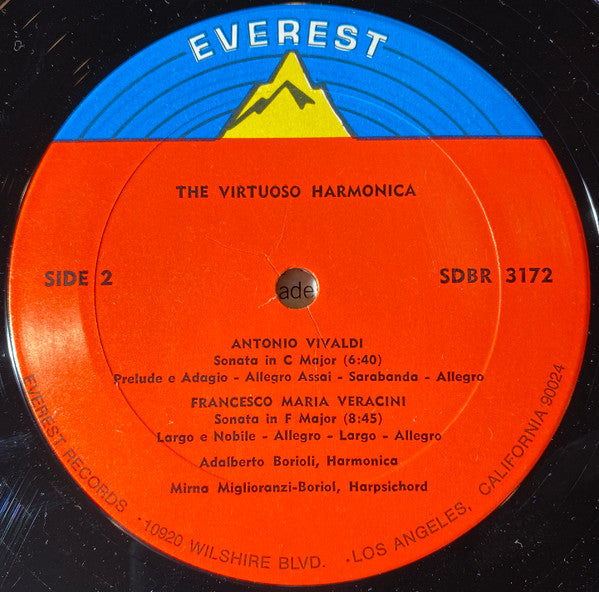 EVEREST
THE VIRTUOSO HARMONICA
SIDE 2
SDBR 3172
ade
ANTONIO VIVALDI
Sonata in C Major (6:40)
Prelude e Adagio - Allegro Assai - Sarabanda - Allegro
FRANCESCO MARIA VERACINI
Sonata in F Major (8:45)
Largo e Nobile - Allegro - Largo - Allegro
Adalberto Borioli, Harmonica
Mirna Miglioranzi-Boriol, Harpsichord
EVEREST RECORDS · 10920 WILSHIRE BLVD. · LOS ANGELES, CALIFORNIA 90024